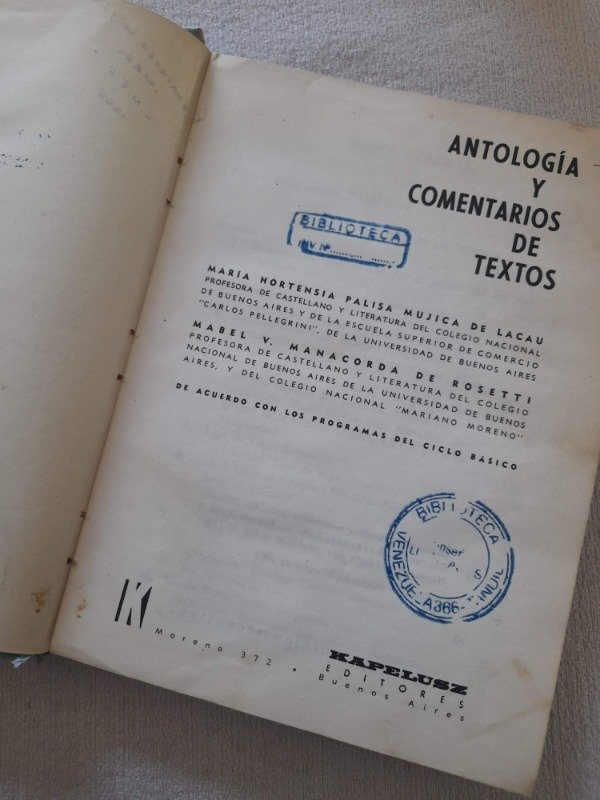 ANTOLOGÍA
Y
COMENTARIOS
DE
TEXTOS
BIBLIOTECA
INV. Nº
MARIA HORTENSIA PALISA MUJICA DE LACAU
PROFESORA DE CASTELLANO Y LITERATURA DEL COLEGIO NACIONAL
DE BUENOS AIRES Y DE LA ESCUELA SUPERIOR DE COMERCIO
"CARLOS PELLEGRINI", DE LA UNIVERSIDAD DE BUENOS AIRES
MABEL V. MANACORDA DE ROSETTI
PROFESORA DE CASTELLANO Y LITERATURA DEL COLEGIO
NACIONAL DE BUENOS AIRES DE LA UNIVERSIDAD DE BUENOS
AIRES, Y DEL COLEGIO NACIONAL "MARIANO MORENO"
DE ACUERDO CON LOS PROGRAMAS DEL CICLO BÁSICO
BIBLIOTECA
K
Moreno 372 •
KAPELUSZ
EDITORES
Buenos Aires